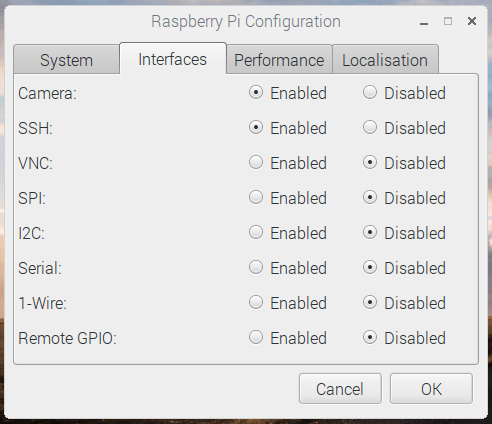 Raspberry Pi Configuration
System Interfaces Performance Localisation
Camera: Enabled Disabled
SSH: Enabled Disabled
VNC: Enabled Disabled
SPI: Enabled Disabled
I2C: Enabled Disabled
Serial: Enabled Disabled
1-Wire: Enabled Disabled
Remote GPIO: Enabled Disabled
Cancel OK